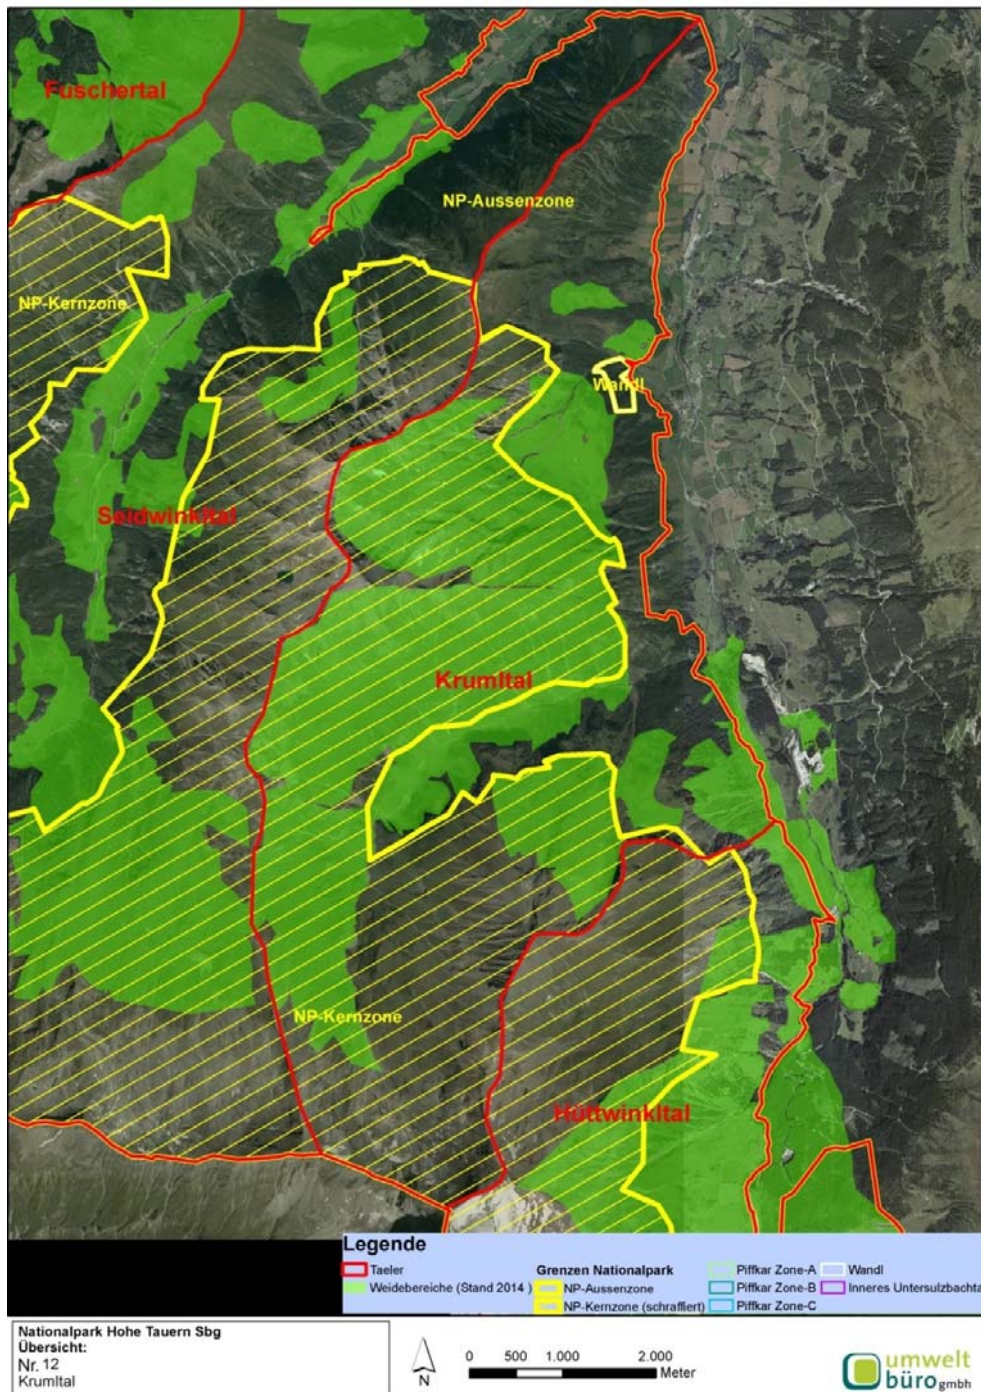 Fuschertal
NP-Aussenzone
NP-Kernzone
Wandl
Seidwinkltal
Krumltal
NP-Kernzone
Hüttwinkltal
Legende
Taeler
Weidebereiche (Stand 2014 )
Grenzen Nationalpark
NP-Aussenzone
NP-Kernzone (schraffiert)
Piffkar Zone-A
Piffkar Zone-B
Piffkar Zone-C
Wandl
Inneres Untersulzbachta
Nationalpark Hohe Tauern Sbg
Übersicht:
Nr. 12
Krumltal
N
0 500 1.000 2.000
Meter
umwelt
büro gmbh